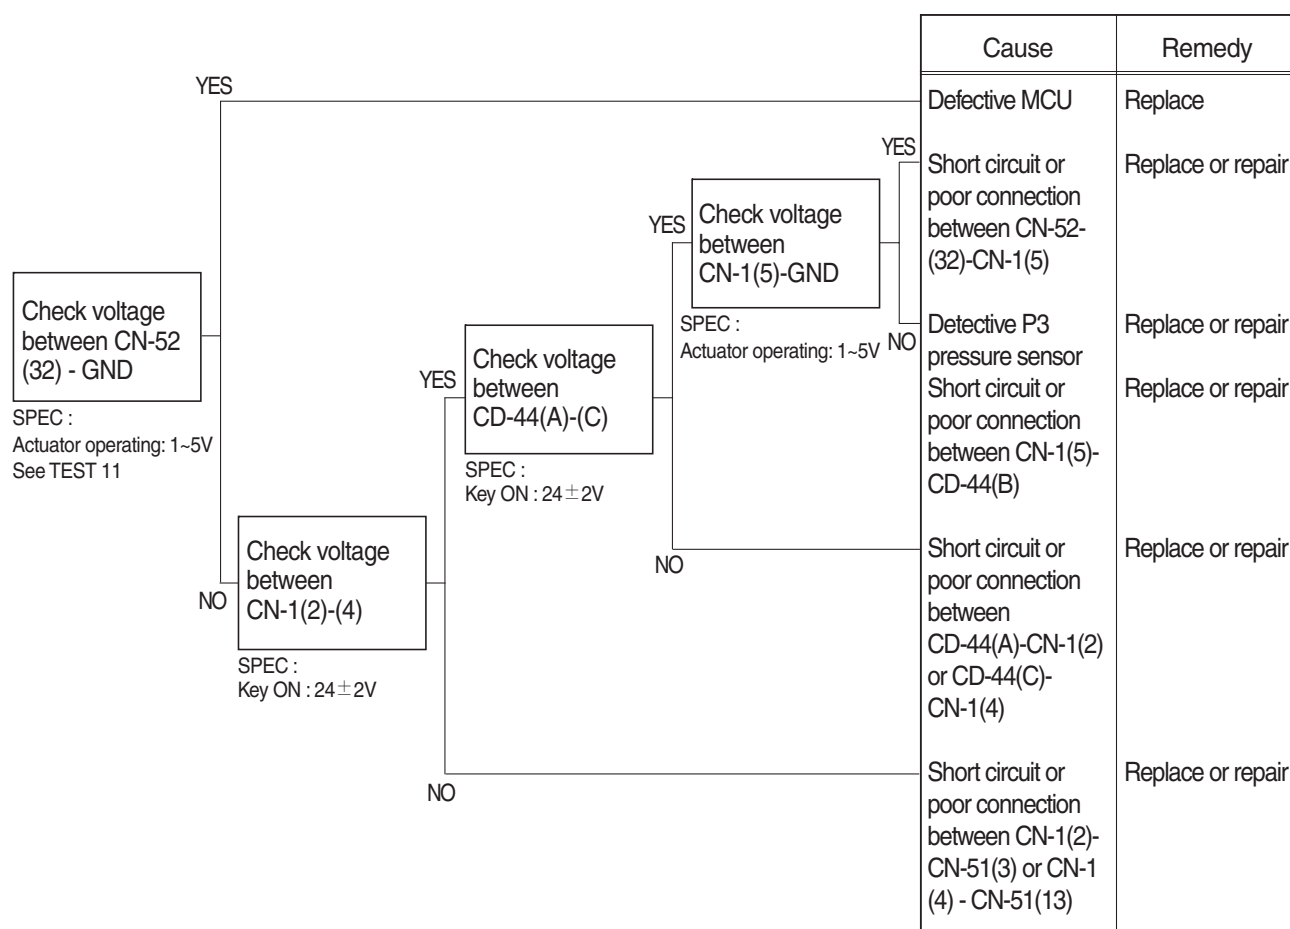 Cause
Remedy
YES
Defective MCU
Replace
YES
Short circuit or
poor connection
between CN-52-
(32)-CN-1(5)
Replace or repair
YES
Check voltage
between
CN-1(5)-GND
SPEC :
Actuator operating: 1~5V
NO
Detective P3
pressure sensor
Replace or repair
Short circuit or
poor connection
between CN-1(5)-
CD-44(B)
Replace or repair
Check voltage
between CN-52
(32) - GND
SPEC :
Actuator operating: 1~5V
See TEST 11
YES
Check voltage
between
CD-44(A)-(C)
SPEC :
Key ON : 24±2V
NO
Short circuit or
poor connection
between
CD-44(A)-CN-1(2)
or CD-44(C)-
CN-1(4)
Replace or repair
NO
Check voltage
between
CN-1(2)-(4)
SPEC :
Key ON : 24±2V
NO
Short circuit or
poor connection
between CN-1(2)-
CN-51(3) or CN-1
(4) - CN-51(13)
Replace or repair